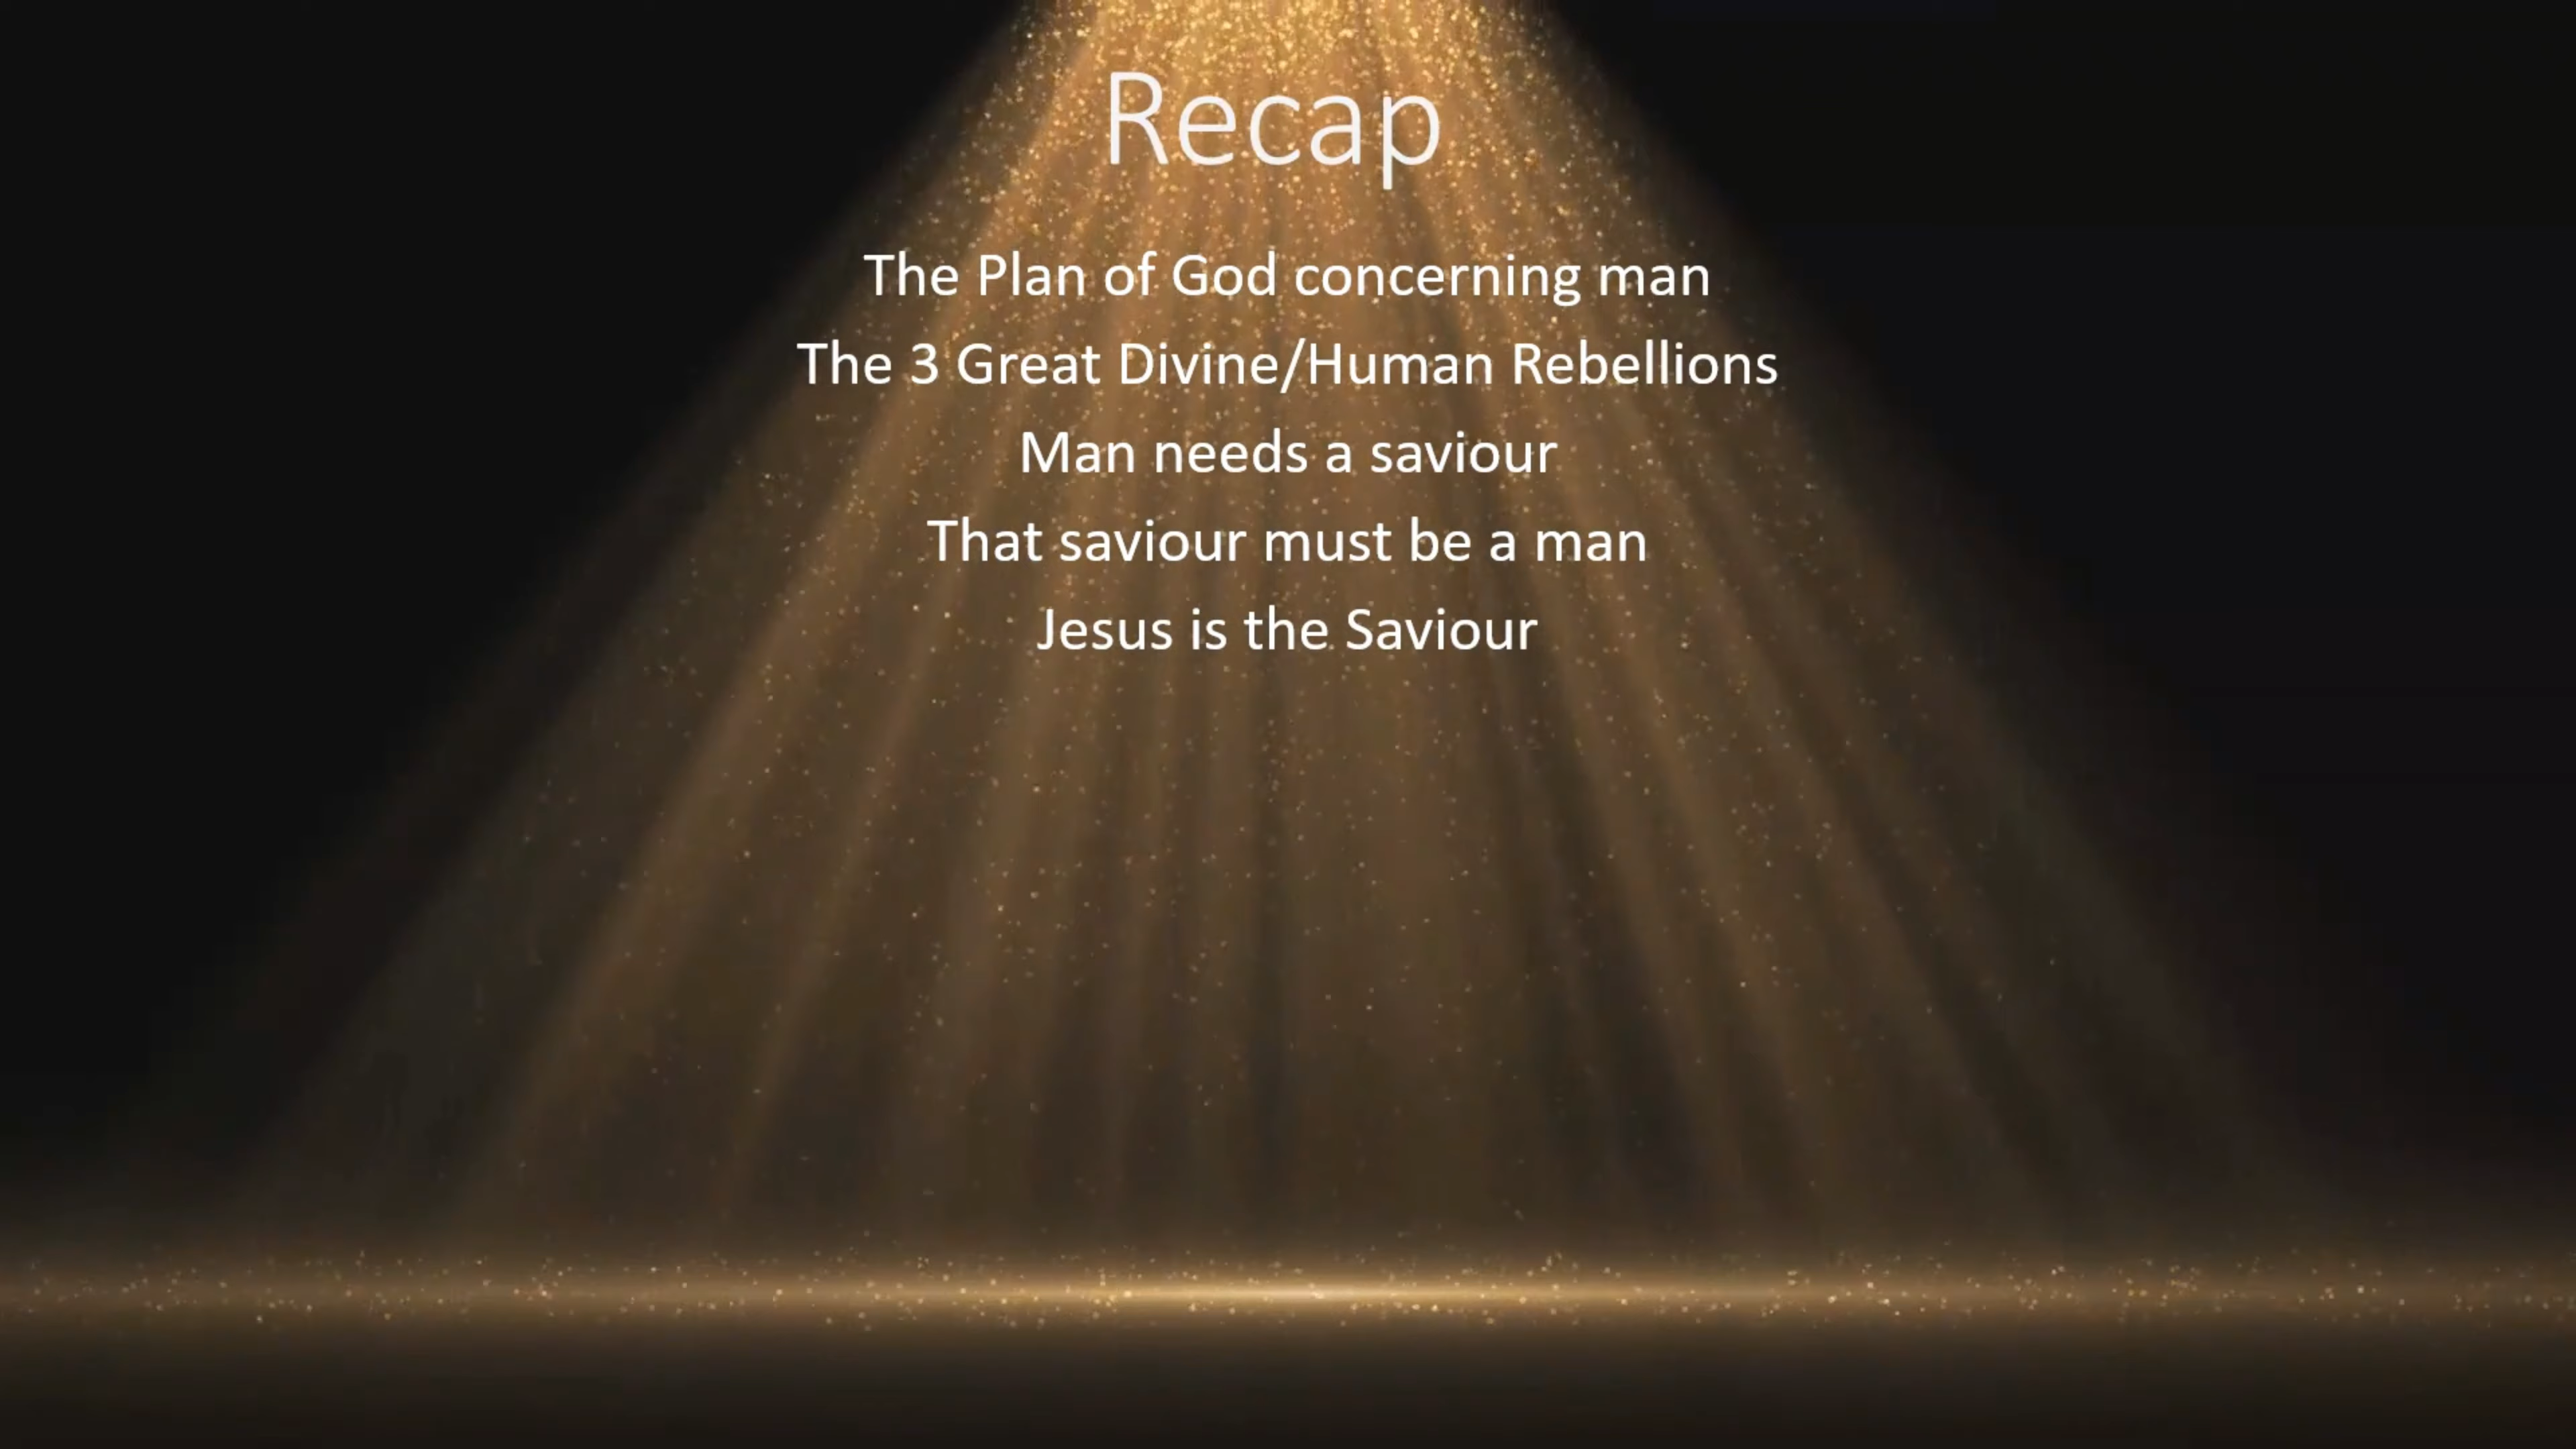 Recap
The Plan of God concerning man
The 3 Great Divine/Human Rebellions
Man needs a saviour
That saviour must be a man
Jesus is the Saviour